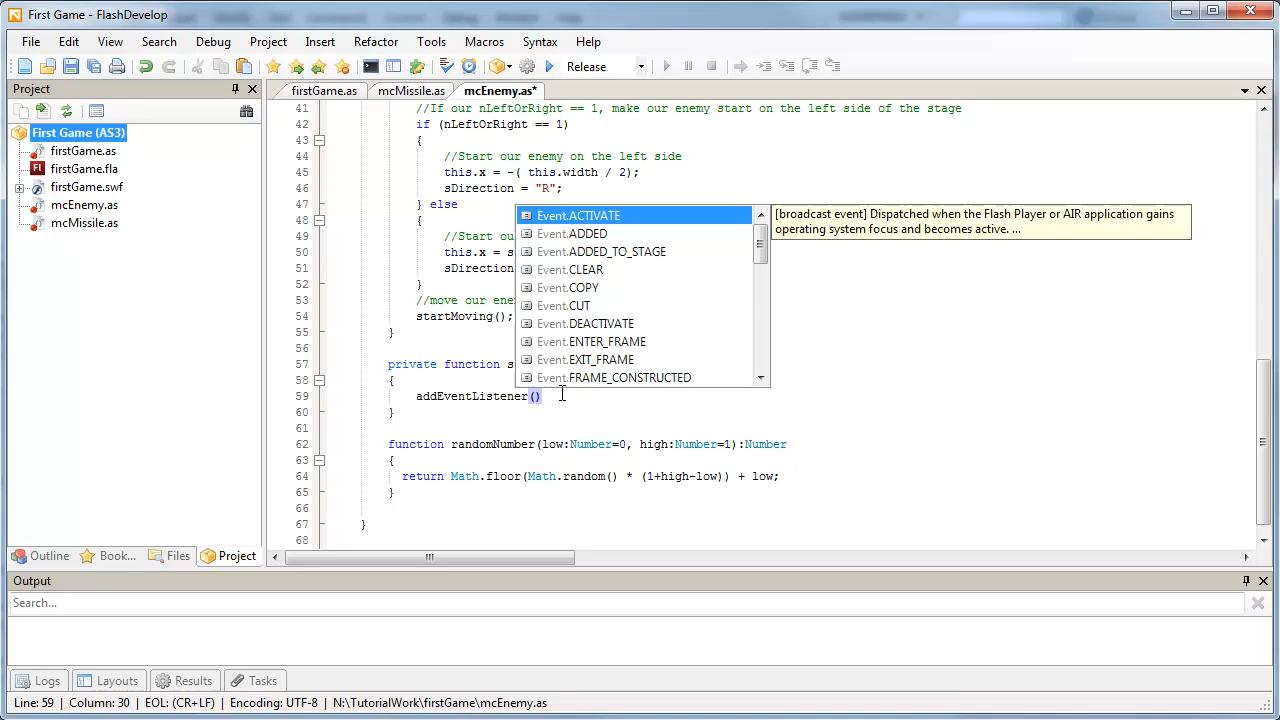 First Game - FlashDevelop
File Edit View Search Debug Project Insert Refactor Tools Macros Syntax Help
Release
Project
firstGame.as mcMissile.as mcEnemy.as*
First Game (AS3)
firstGame.as
firstGame.fla
firstGame.swf
mcEnemy.as
mcMissile.as
41 //If our nLeftOrRight == 1, make our enemy start on the left side of the stage
42 if (nLeftOrRight == 1)
43 {
44 //Start our enemy on the left side
45 this.x = -( this.width / 2);
46 sDirection = "R";
47 } else
48 {
49 //Start ou
50 this.x = s
51 sDirection
52 }
53 //move our ene
54 startMoving();
55 }
56
57 private function s
58 {
59 addEventListener()
60 }
61
62 function randomNumber(low:Number=0, high:Number=1):Number
63 {
64 return Math.floor(Math.random() * (1+high-low)) + low;
65 }
66
67 }
68
Event.ACTIVATE
Event.ADDED
Event.ADDED_TO_STAGE
Event.CLEAR
Event.COPY
Event.CUT
Event.DEACTIVATE
Event.ENTER_FRAME
Event.EXIT_FRAME
Event.FRAME_CONSTRUCTED
[broadcast event] Dispatched when the Flash Player or AIR application gains
operating system focus and becomes active. ...
Outline Book... Files Project
Output
Search...
Logs Layouts Results Tasks
Line: 59 | Column: 30 | EOL: (CR+LF) | Encoding: UTF-8 | N:\TutorialWork\firstGame\mcEnemy.as